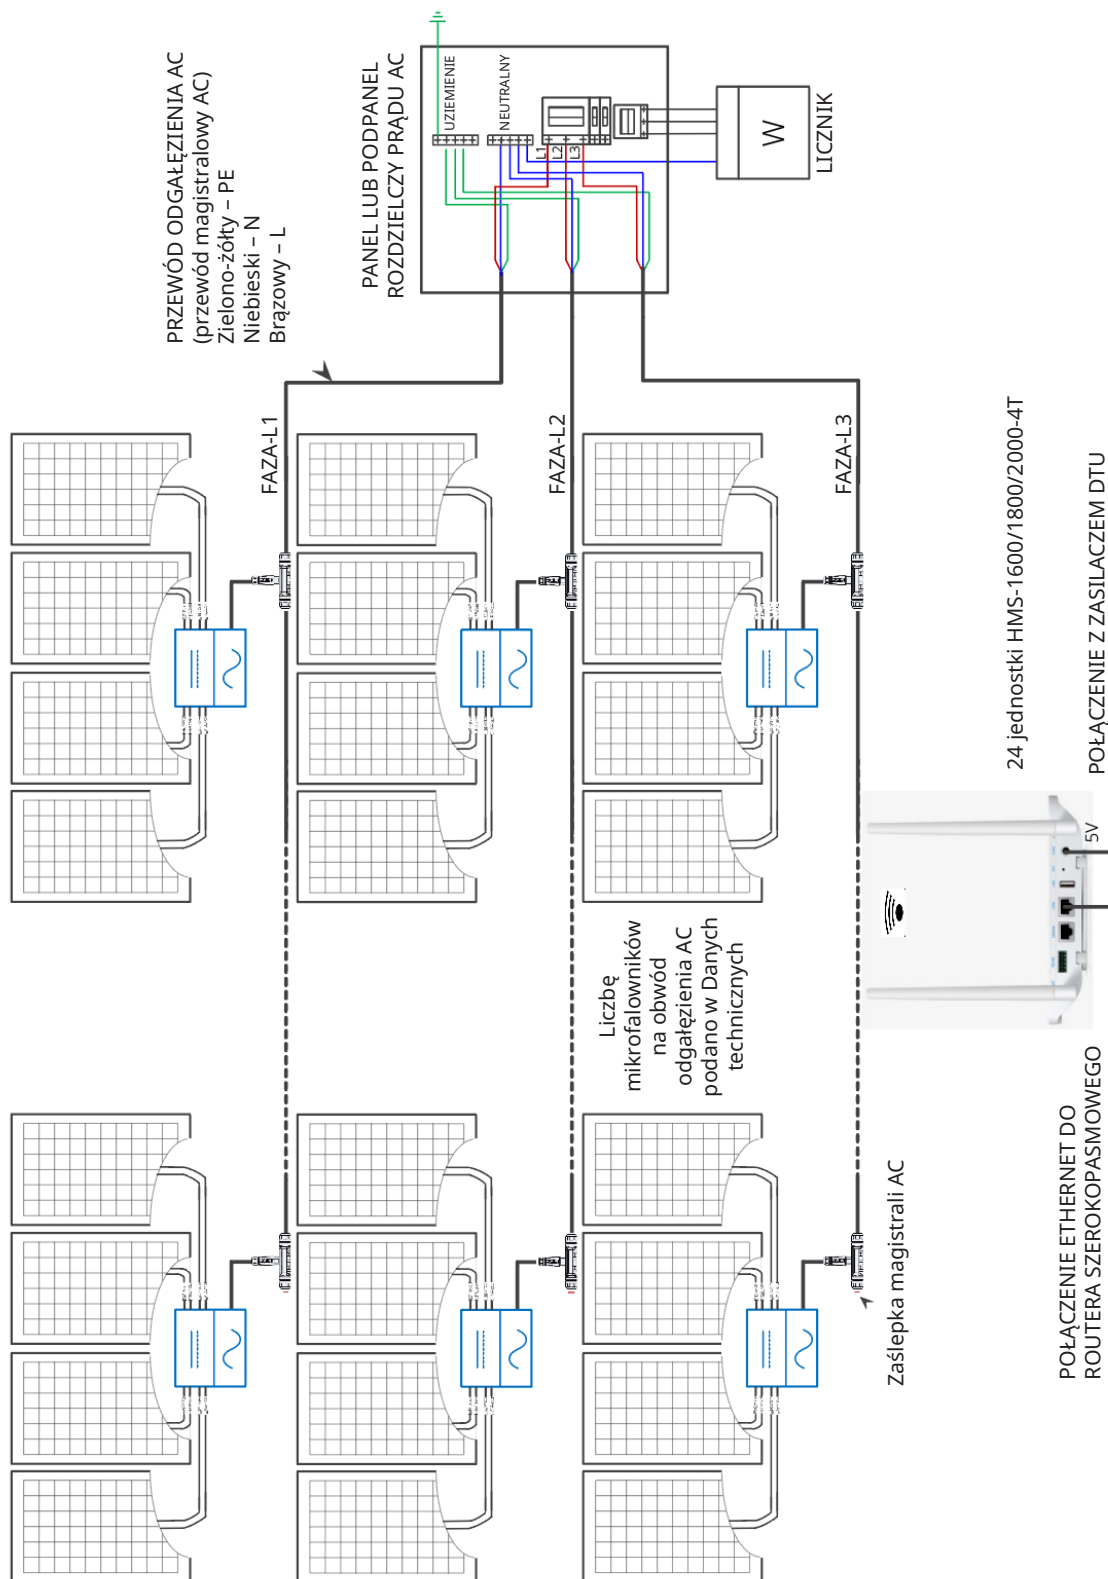 PRZEWÓD ODGAŁĘZIENIA AC
(przewód magistralowy AC)
Zielono-żółty – PE
Niebieski – N
Brązowy – L
PANEL LUB PODPANEL
ROZDZIELCZY PRĄDU AC
UZIEMIENIE
NEUTRALNY
L1
L2
L3
W
LICZNIK
FAZA-L1
FAZA-L2
FAZA-L3
Liczbę
mikrofalowników
na obwód
odgałęzienia AC
podano w Danych
technicznych
24 jednostki HMS-1600/1800/2000-4T
POŁĄCZENIE Z ZASILACZEM DTU
5V
Zaślepka magistrali AC
POŁĄCZENIE ETHERNET DO
ROUTERA SZEROKOPASMOWEGO